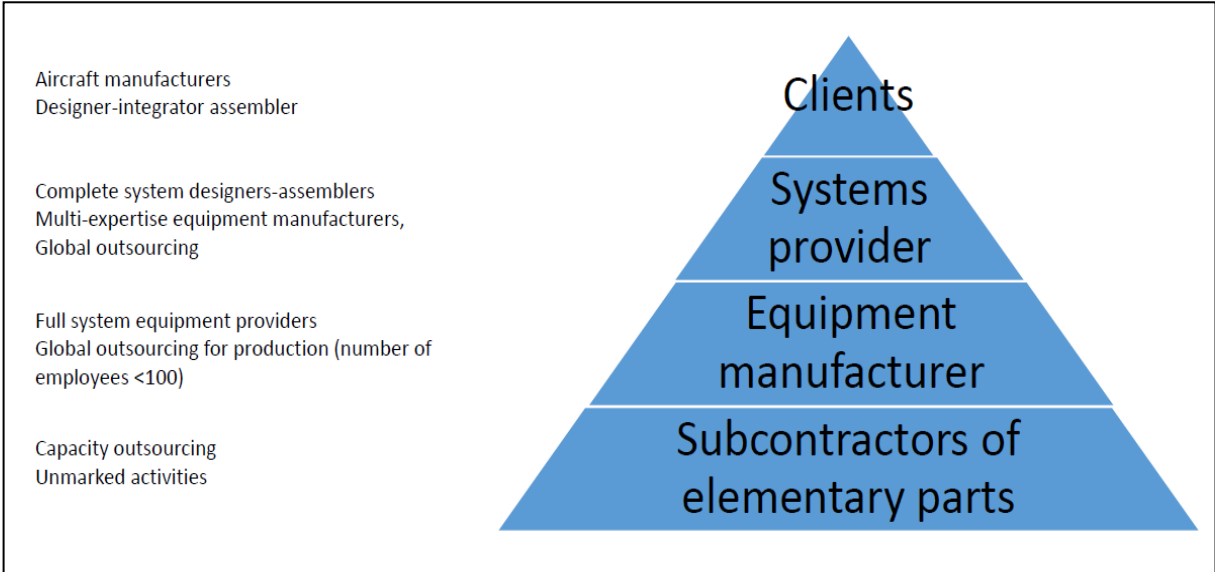 Aircraft manufacturers
Designer-integrator assembler
Clients
Complete system designers-assemblers
Multi-expertise equipment manufacturers,
Global outsourcing
Systems
provider
Full system equipment providers
Global outsourcing for production (number of
employees <100)
Equipment
manufacturer
Capacity outsourcing
Unmarked activities
Subcontractors of
elementary parts